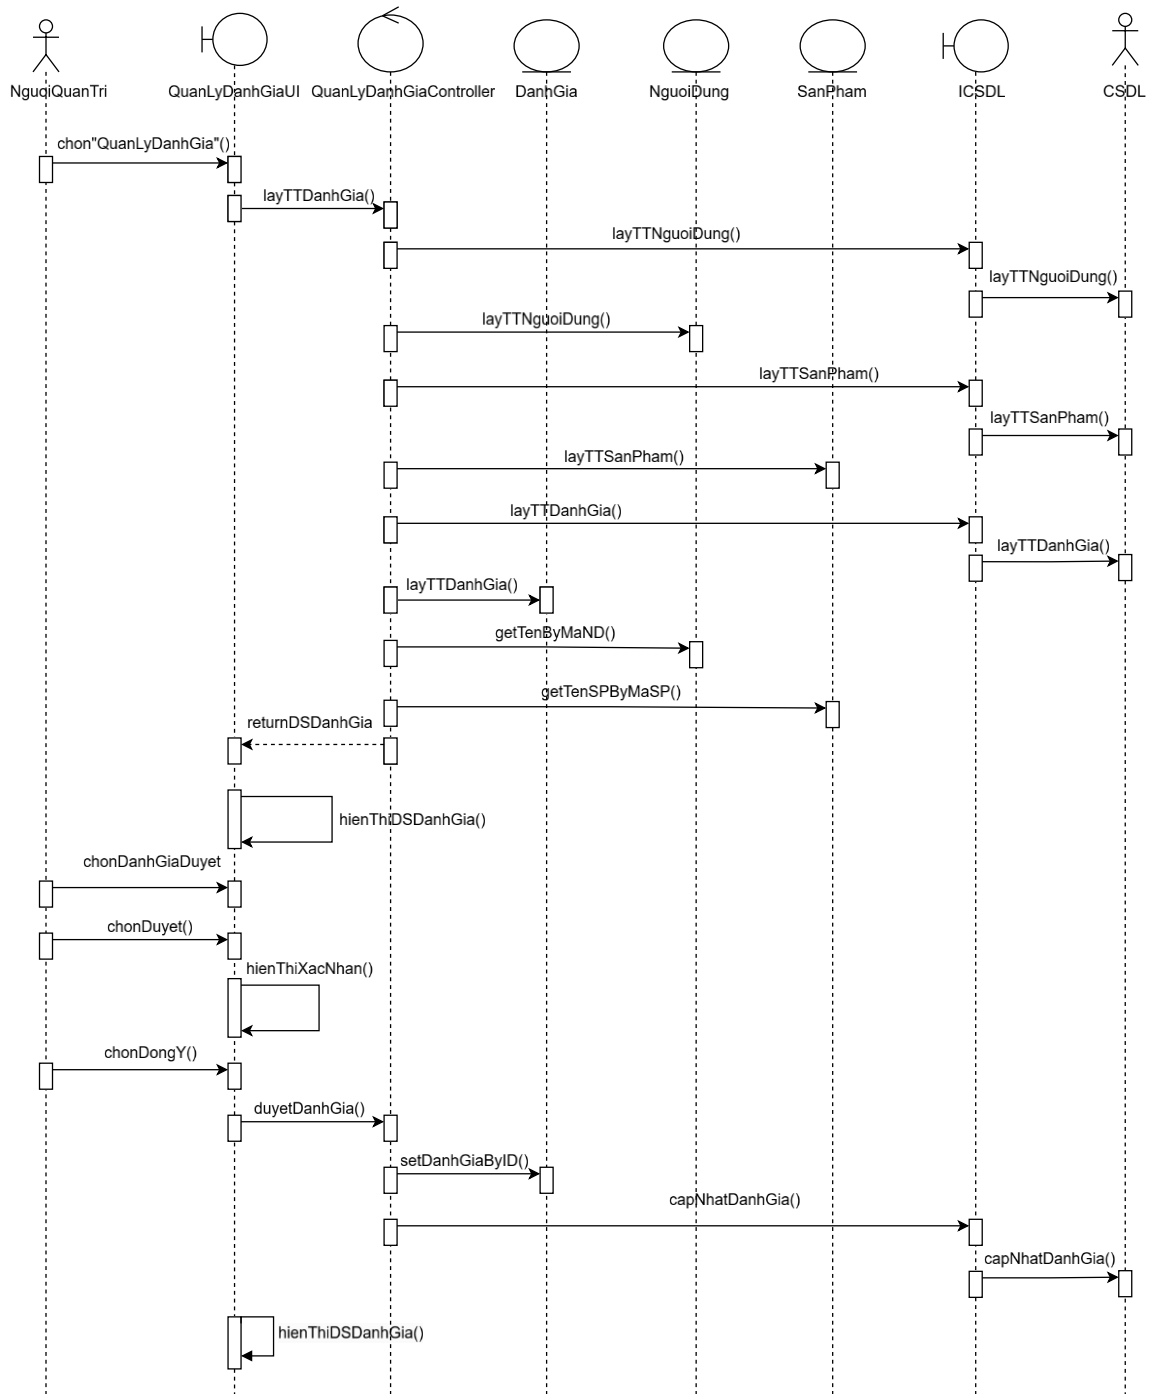 NguoiQuanTri
QuanLyDanhGiaUI
QuanLyDanhGiaController
DanhGia
NguoiDung
SanPham
ICSDL
CSDL
chon"QuanLyDanhGia"()
layTTDanhGia()
layTTNguoiDung()
layTTNguoiDung()
layTTNguoiDung()
layTTSanPham()
layTTSanPham()
layTTSanPham()
layTTDanhGia()
layTTDanhGia()
layTTDanhGia()
getTenByMaND()
getTenSPByMaSP()
returnDSDanhGia
hienThiDSDanhGia()
chonDanhGiaDuyet
chonDuyet()
hienThiXacNhan()
chonDongY()
duyetDanhGia()
setDanhGiaByID()
capNhatDanhGia()
capNhatDanhGia()
hienThiDSDanhGia()